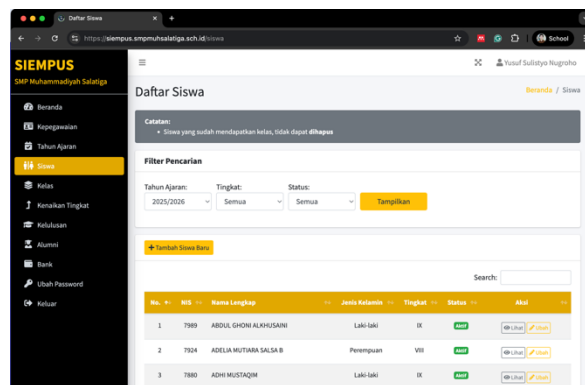 Daftar Siswa
https://siempus.smpmuhsalatiga.sch.id/siswa
School
SIEMPUS
SMP Muhammadiyah Salatiga
Yusuf Sulistyo Nugroho
Beranda
Kepegawaian
Tahun Ajaran
Siswa
Kelas
Kenaikan Tingkat
Kelulusan
Alumni
Bank
Ubah Password
Keluar
Daftar Siswa
Beranda / Siswa
Catatan:
• Siswa yang sudah mendapatkan kelas, tidak dapat dihapus
Filter Pencarian
Tahun Ajaran: Tingkat: Status:
2025/2026 Semua Semua Tampilkan
+ Tambah Siswa Baru
Search:
No. NIS Nama Lengkap Jenis Kelamin Tingkat Status Aksi
1 7989 ABDUL GHONI ALKHUSAINI Laki-laki IX Aktif Lihat Ubah
2 7924 DELIA MUTIARA SALSA B Perempuan VIII Aktif Lihat Ubah
3 7880 ADHI MUSTAQIM Laki-laki IX Aktif Lihat Ubah